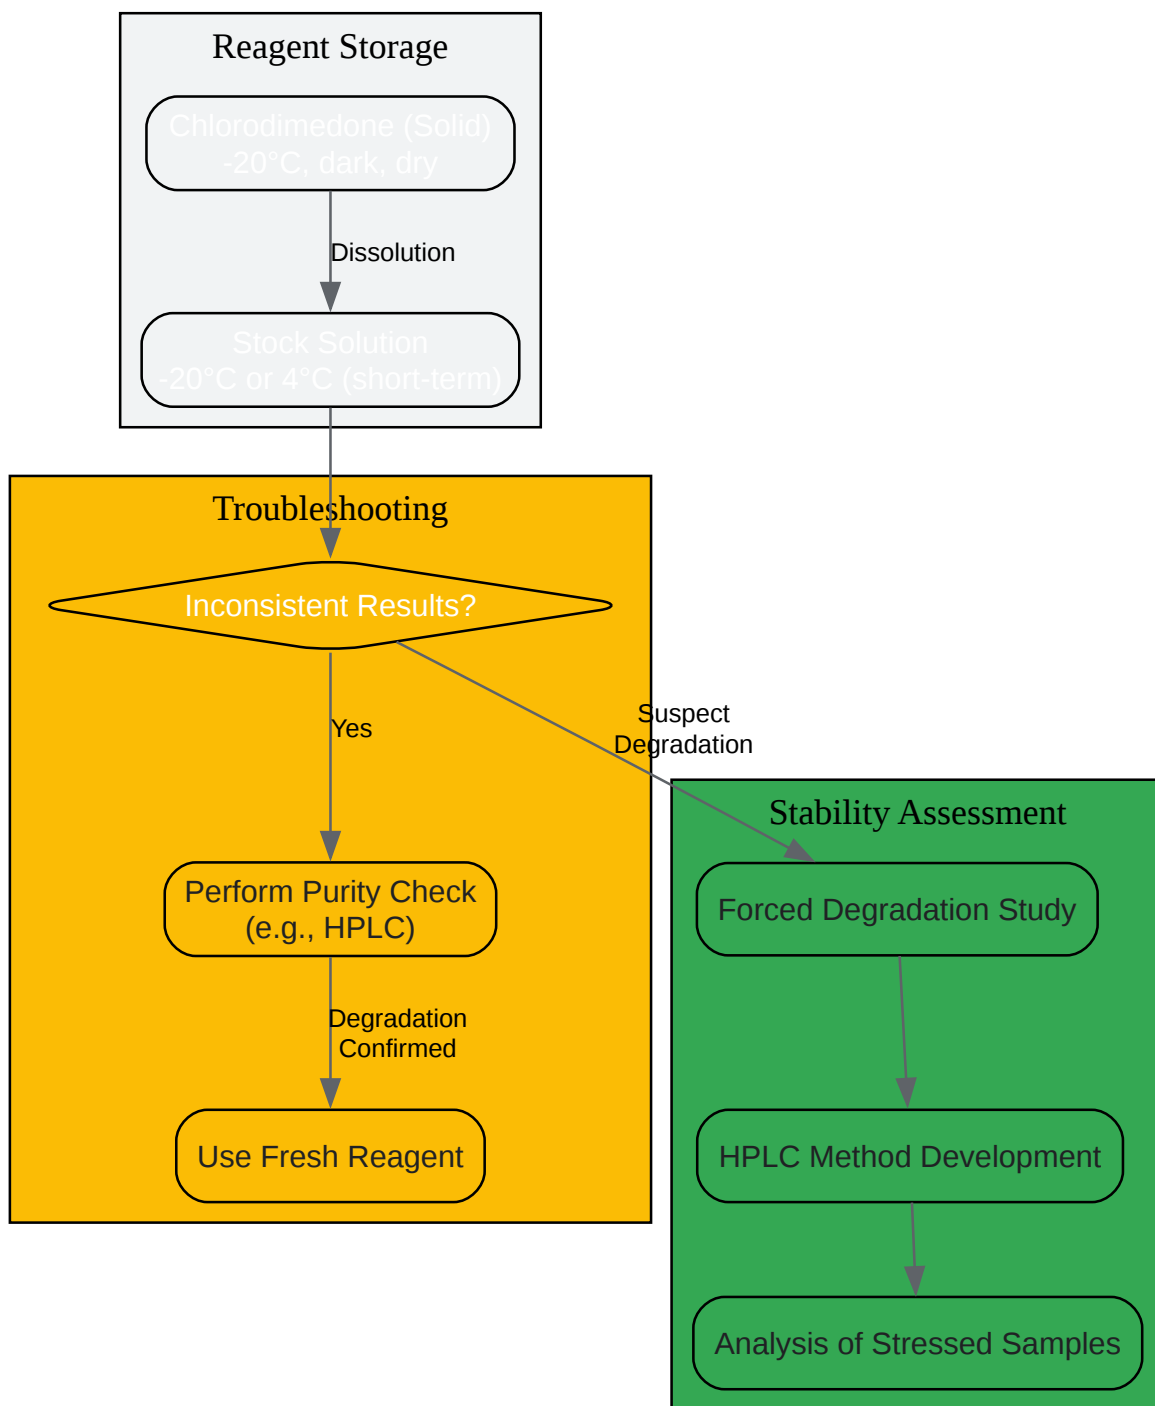 Reagent Storage
Chlorodimedone (Solid)
-20°C, dark, dry
Dissolution
Stock Solution
-20°C or 4°C (short-term)
Troubleshooting
Inconsistent Results?
Yes
Suspect
Degradation
Stability Assessment
Perform Purity Check
(e.g., HPLC)
Forced Degradation Study
Degradation
Confirmed
Use Fresh Reagent
HPLC Method Development
Analysis of Stressed Samples